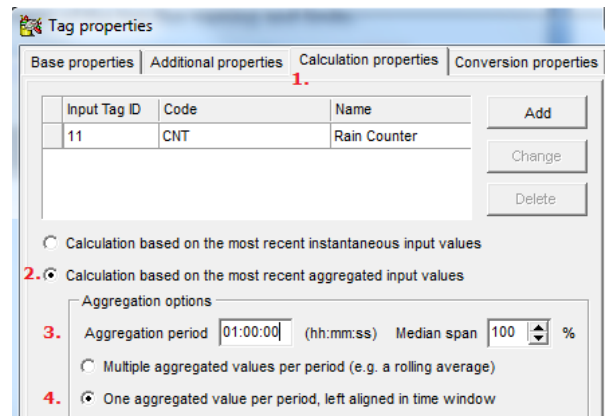 Tag properties
Base properties Additional properties Calculation properties Conversion properties
1.
Input Tag ID Code Name Add
11 CNT Rain Counter
Change
Delete
Calculation based on the most recent instantaneous input values
2. Calculation based on the most recent aggregated input values
Aggregation options
3. Aggregation period 01:00:00 (hh:mm:ss) Median span 100 %
Multiple aggregated values per period (e.g. a rolling average)
4. One aggregated value per period, left aligned in time window